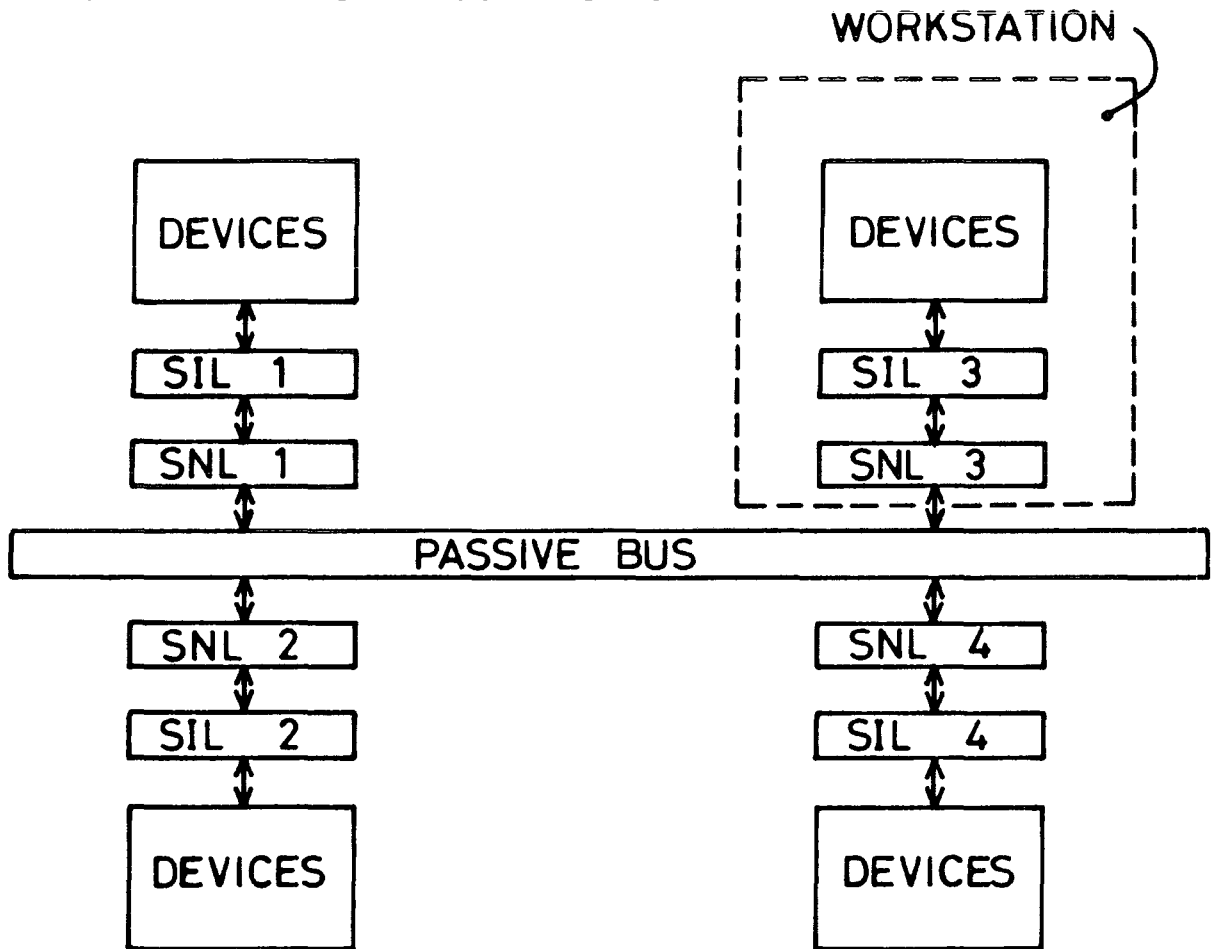 WORKSTATION
DEVICES
DEVICES
SIL 1
SIL 3
SNL 1
SNL 3
PASSIVE BUS
SNL 2
SNL 4
SIL 2
SIL 4
DEVICES
DEVICES